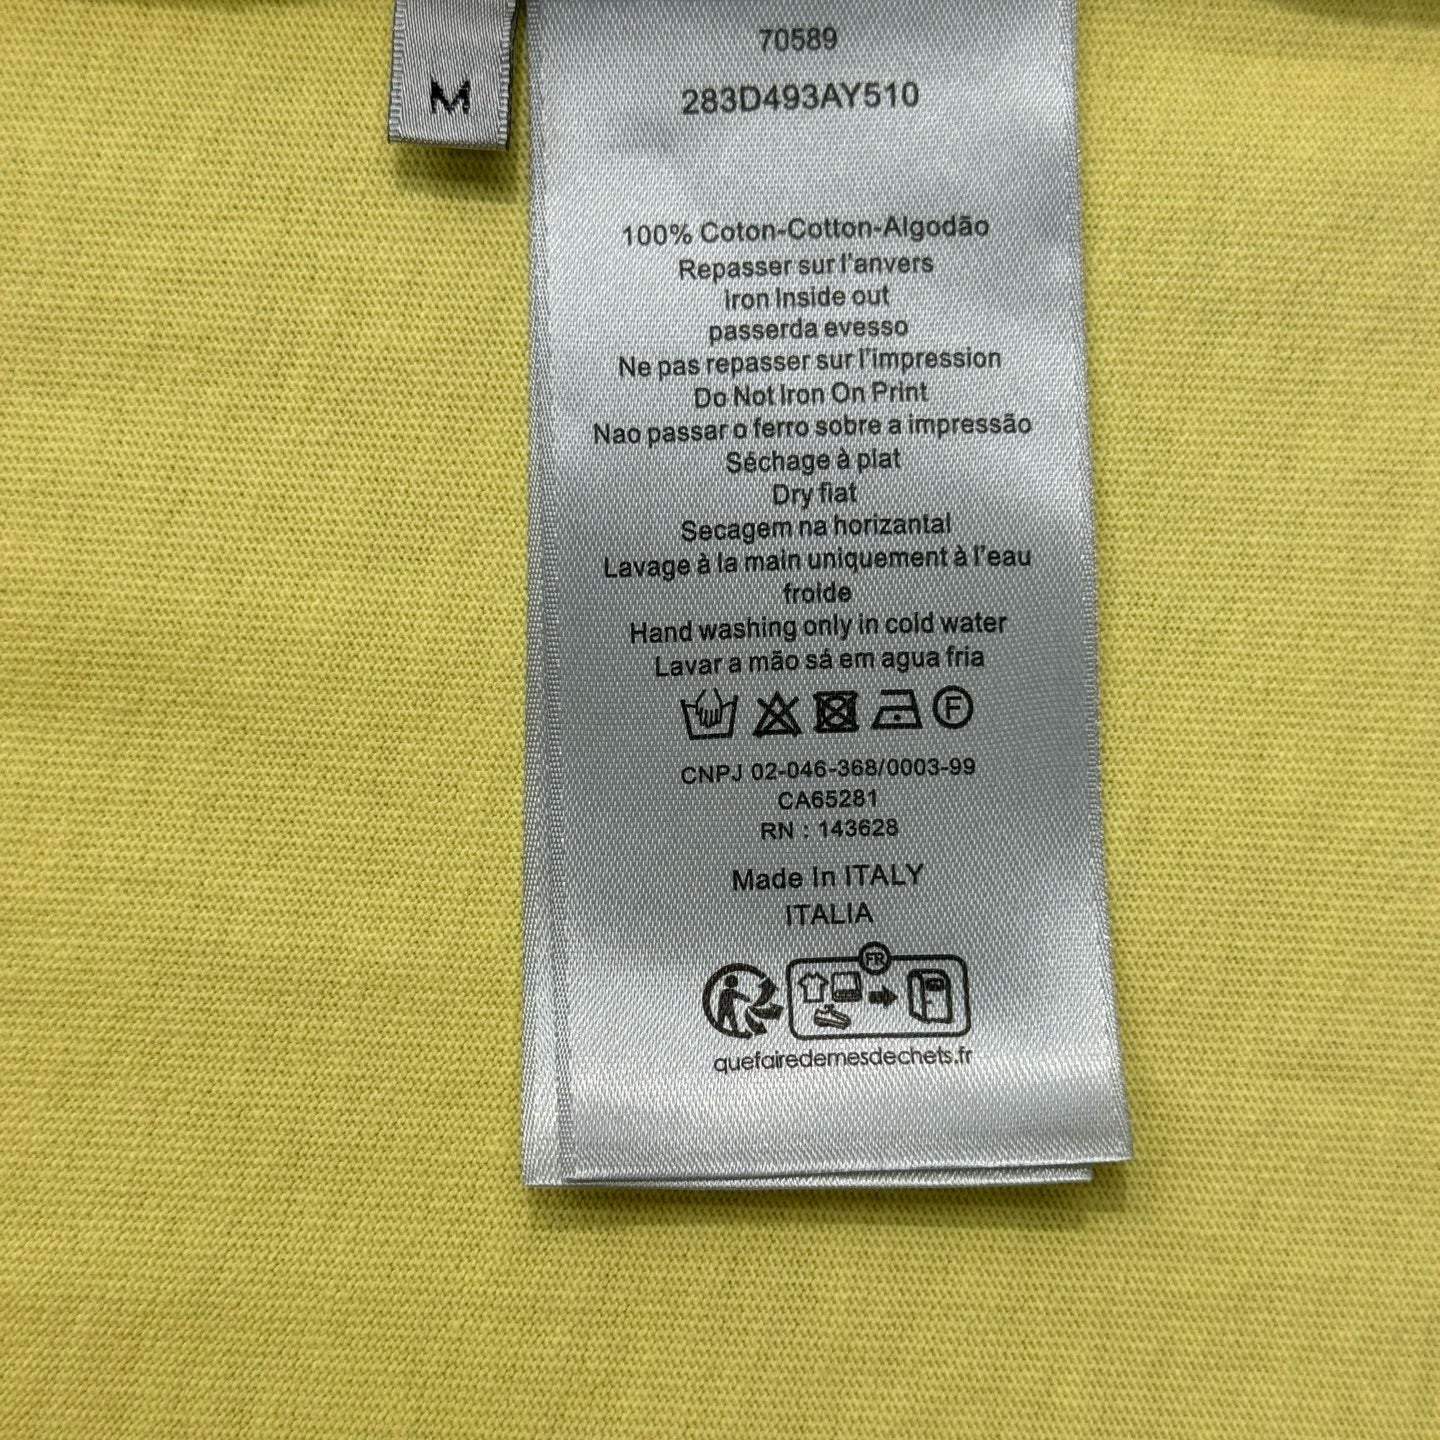 M
70589
283D493AY510
100% Coton-Cotton-Algodão
Repasser sur l'anvers
Iron Inside out
passerda evesso
Ne pas repasser sur l'impression
Do Not Iron On Print
Nao passar o ferro sobre a impressão
Séchage à plat
Dry fiat
Secagem na horizantal
Lavage à la main uniquement à l'eau
froide
Hand washing only in cold water
Lavar a mão sá em agua fria
F
CNPJ 02-046-368/0003-99
CA65281
RN : 143628
Made In ITALY
ITALIA
FR
quefairedemesdechets.fr